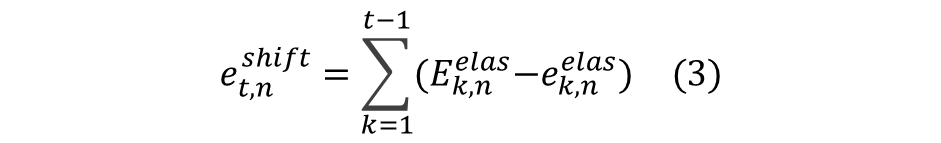 e_{t,n}^{shift} = \sum_{k=1}^{t-1} (E_{k,n}^{elas} - e_{k,n}^{elas}) (3)